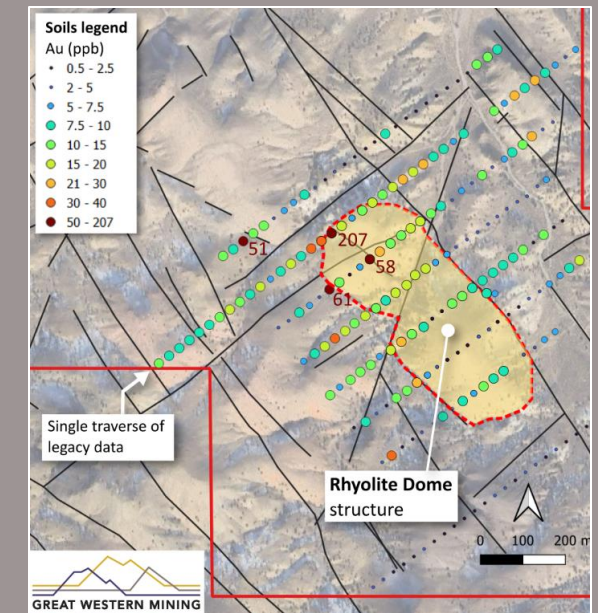 Soils legend
Au (ppb)
0.5 - 2.5
2 - 5
5 - 7.5
7.5 - 10
10 - 15
15 - 20
21 - 30
30 - 40
50 - 207
51
207
58
61
Single traverse of
legacy data
Rhyolite Dome
structure
0 100 200 m
GREAT WESTERN MINING